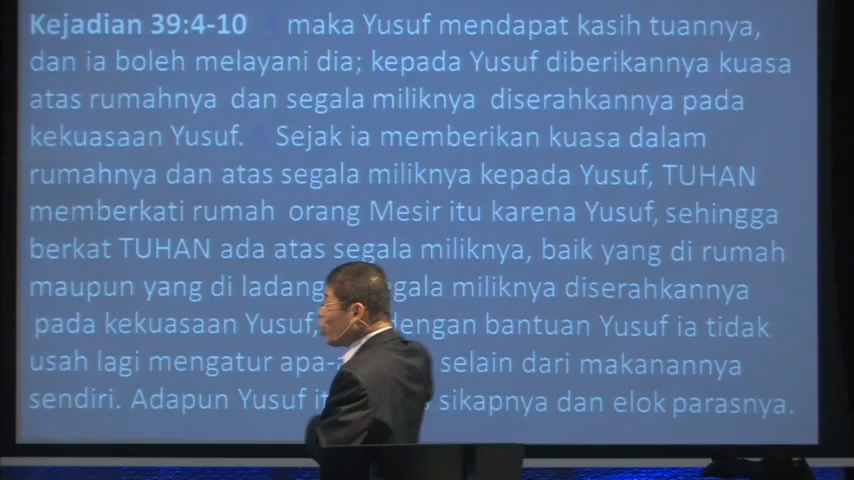 Kejadian 39:4-10 4 maka Yusuf mendapat kasih tuannya,
dan ia boleh melayani dia; kepada Yusuf diberikannya kuasa
atas rumahnya dan segala miliknya diserahkannya pada
kekuasaan Yusuf. 5 Sejak ia memberikan kuasa dalam
rumahnya dan atas segala miliknya kepada Yusuf, TUHAN
memberkati rumah orang Mesir itu karena Yusuf, sehingga
berkat TUHAN ada atas segala miliknya, baik yang di rumah
maupun yang di ladang miliknya diserahkannya
pada kekuasaan Yusuf, dengan bantuan Yusuf ia tidak
usah lagi mengatur selain dari makanannya
sendiri. Adapun Yusuf sikapnya dan elok parasnya.